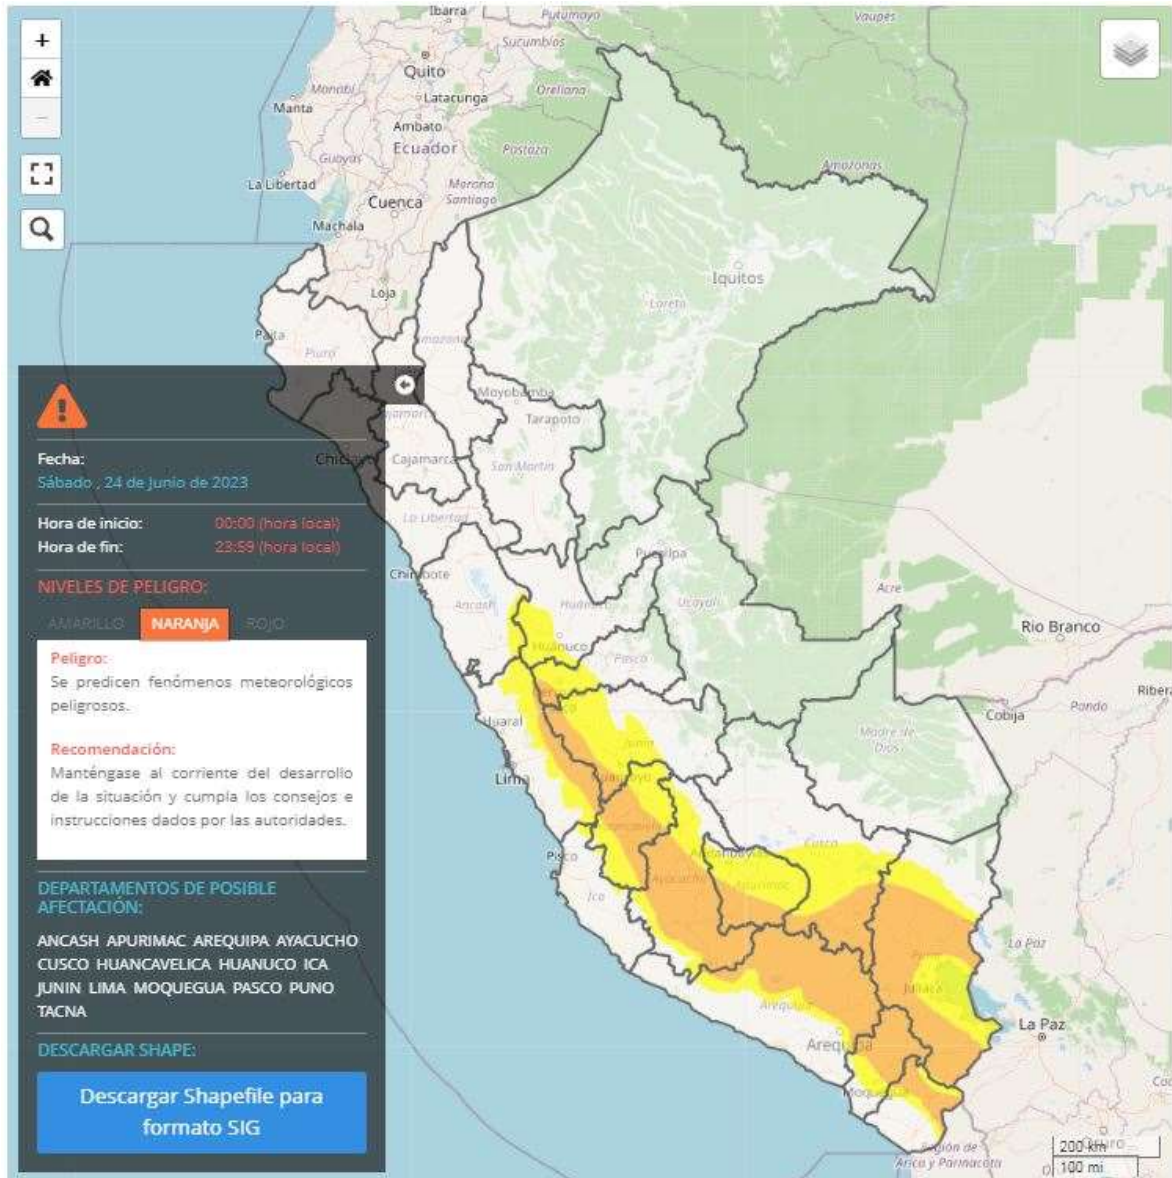 Ibarra
Putumayo
Vaupés
+
Sucumbíos
Quito
Manabí
Latacunga
Orellana
Manta
Ambato
Ecuador
Pastaza
Guayas
Amazonas
La Libertad
Morona
Santiago
Cuenca
Machala
Iquitos
Loja
Loreto
Paita
Piura
Moyobamba
Tarapoto
Fecha:
Cajamarca
San Martín
Sábado , 24 de Junio de 2023
La Libertad
Hora de inicio: 00:00 (hora local)
Hora de fin: 23:59 (hora local)
Pucallpa
NIVELES DE PELIGRO:
Chimbote
Acre
Ancash
Huánuco
Ucayali
AMARILLO NARANJA ROJO
Rio Branco
Huánuco
Peligro:
Pasco
Se predicen fenómenos meteorológicos
peligrosos.
Cobija
Pando
Huaral
Madre de
Dios
Junín
Recomendación:
Lima
Huancayo
Manténgase al corriente del desarrollo
de la situación y cumpla los consejos e
instrucciones dados por las autoridades.
Cusco
Pisco
Ayacucho
Apurímac
Ica
DEPARTAMENTOS DE POSIBLE
AFECTACIÓN:
ANCASH APURIMAC AREQUIPA AYACUCHO
CUSCO HUANCAVELICA HUANUCO ICA
JUNIN LIMA MOQUEGUA PASCO PUNO
TACNA
La Paz
Juliaca
Arequipa
La Paz
Arequipa
DESCARGAR SHAPE:
Descargar Shapefile para
formato SIG
Región de
Arica y Parinacota
Oruro
200 km
100 mi